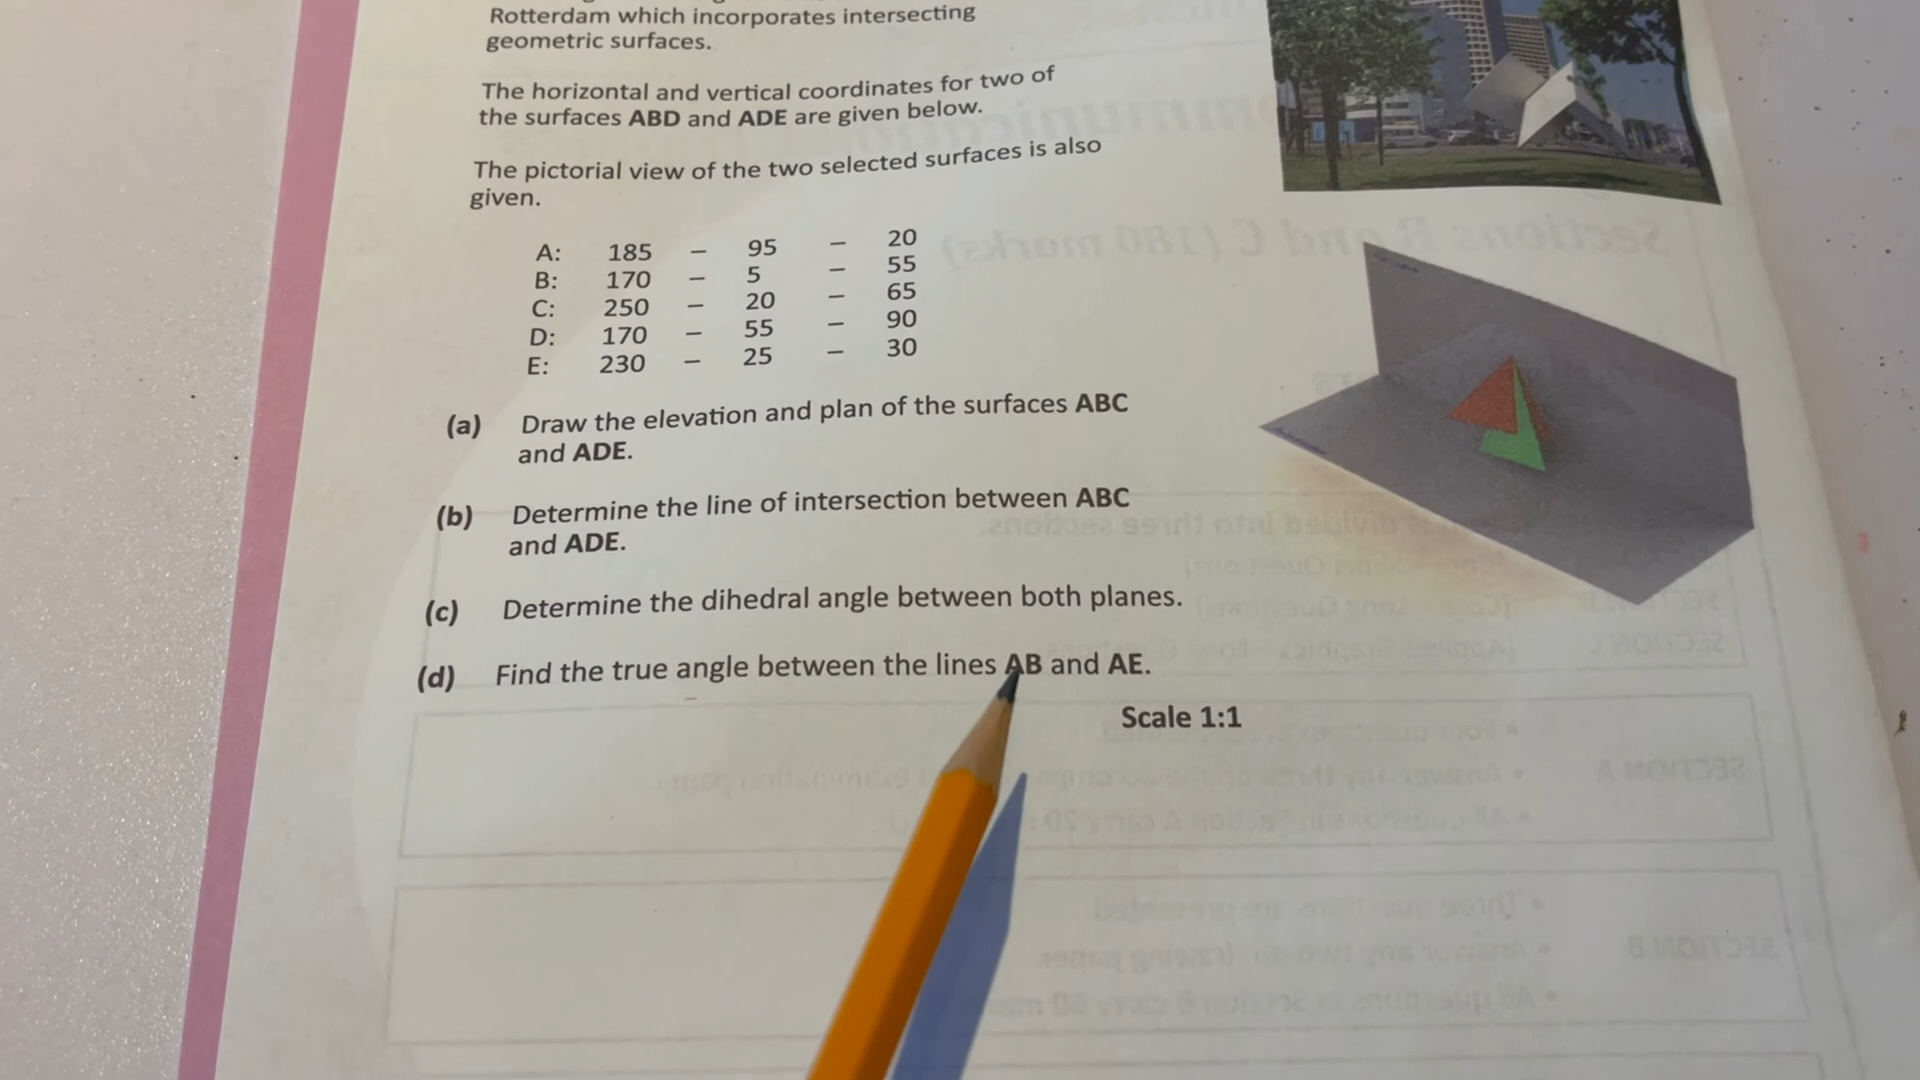 Rotterdam which incorporates intersecting
geometric surfaces.
The horizontal and vertical coordinates for two of
the surfaces ABD and ADE are given below.
The pictorial view of the two selected surfaces is also
given.
A: 185 – 95 – 20
B: 170 – 5 – 55
C: 250 – 20 – 65
D: 170 – 55 – 90
E: 230 – 25 – 30
(a) Draw the elevation and plan of the surfaces ABC
and ADE.
(b) Determine the line of intersection between ABC
and ADE.
(c) Determine the dihedral angle between both planes.
(d) Find the true angle between the lines AB and AE.
Scale 1:1